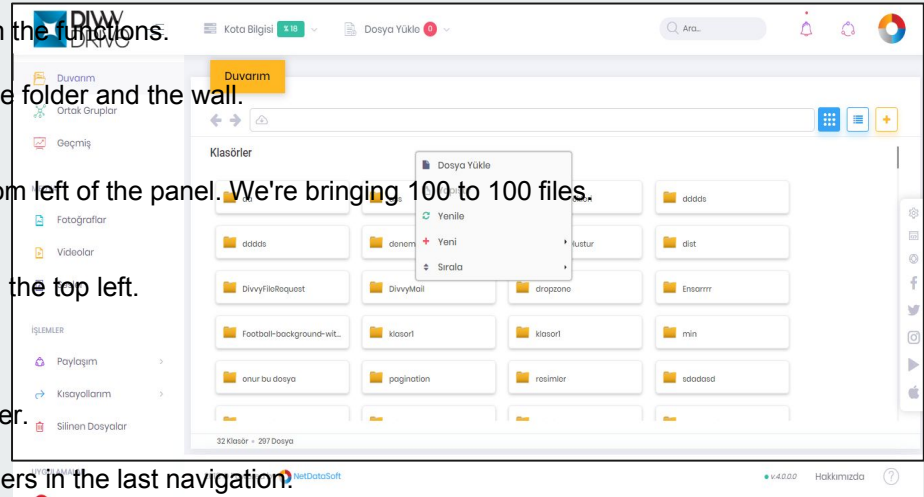 DIVVY DRIVO
Kota Bilgisi %18
Dosya Yükle 0
Ara...
n the functions.
Duvarım
Duvarım
e folder and the wall.
Ortak Gruplar
Geçmiş
Klasörler
Dosya Yükle
om left of the panel. We're bringing 100 to 100 files.
dddds
Fotoğraflar
Yenile
dddds
Yeni
dist
Videolar
Sırala
the top left.
DivvyFileRequest
DivvyMail
dropzone
Ensarrrr
İŞLEMLER
Football-background-wit...
klasor1
klasor1
min
Paylaşım
onur bu dosya
pagination
resimler
sdadasd
Kısayollarım
er.
Silinen Dosyalar
32 Klasör - 297 Dosya
ers in the last navigation.
NetDataSoft
v.4.0.0.0
Hakkımızda